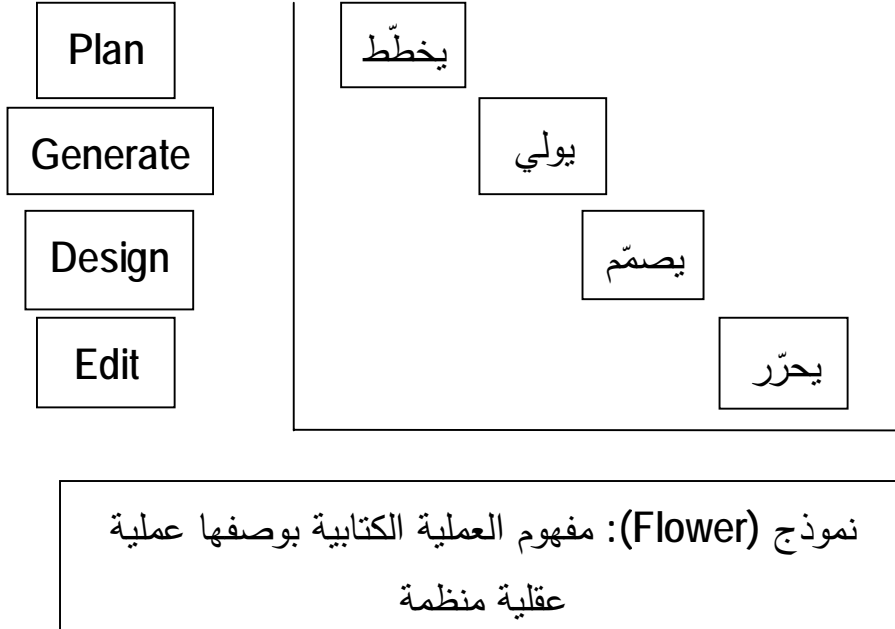 Plan
يخطّط
Generate
يولي
Design
يصمّم
Edit
يحرّر
نموذج (Flower): مفهوم العملية الكتابية بوصفها عملية
عقلية منظمة